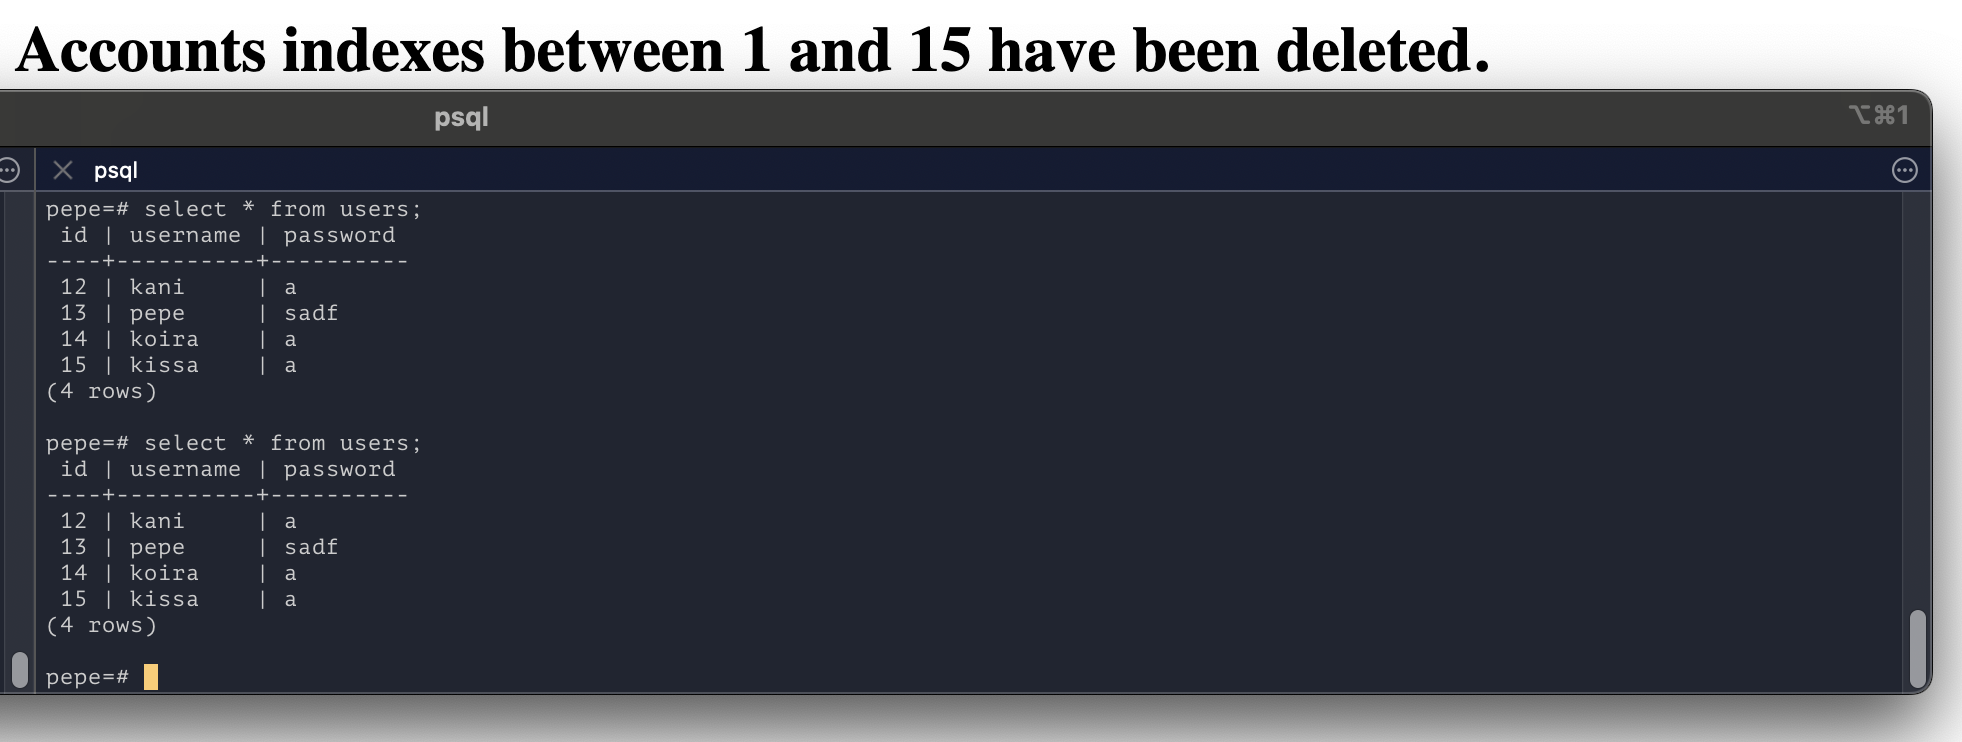 Accounts indexes between 1 and 15 have been deleted.
psql ⌥⌘1
psql
pepe=# select * from users;
 id | username | password
----+----------+----------
 12 | kani     | a
 13 | pepe     | sadf
 14 | koira    | a
 15 | kissa    | a
(4 rows)

pepe=# select * from users;
 id | username | password
----+----------+----------
 12 | kani     | a
 13 | pepe     | sadf
 14 | koira    | a
 15 | kissa    | a
(4 rows)

pepe=#